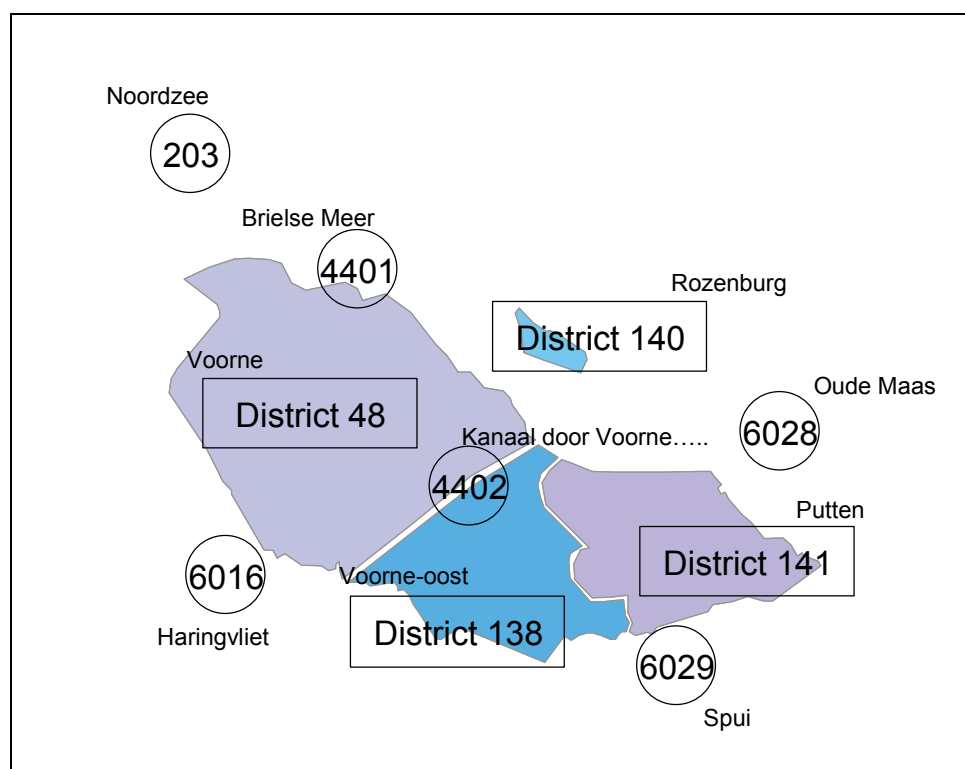 Noordzee
203
Brielse Meer
4401
Rozenburg
District 140
Voorne
District 48
Oude Maas
6028
Kanaal door Voorne.....
4402
Putten
District 141
6016
Haringvliet
Voorne-oost
District 138
6029
Spui